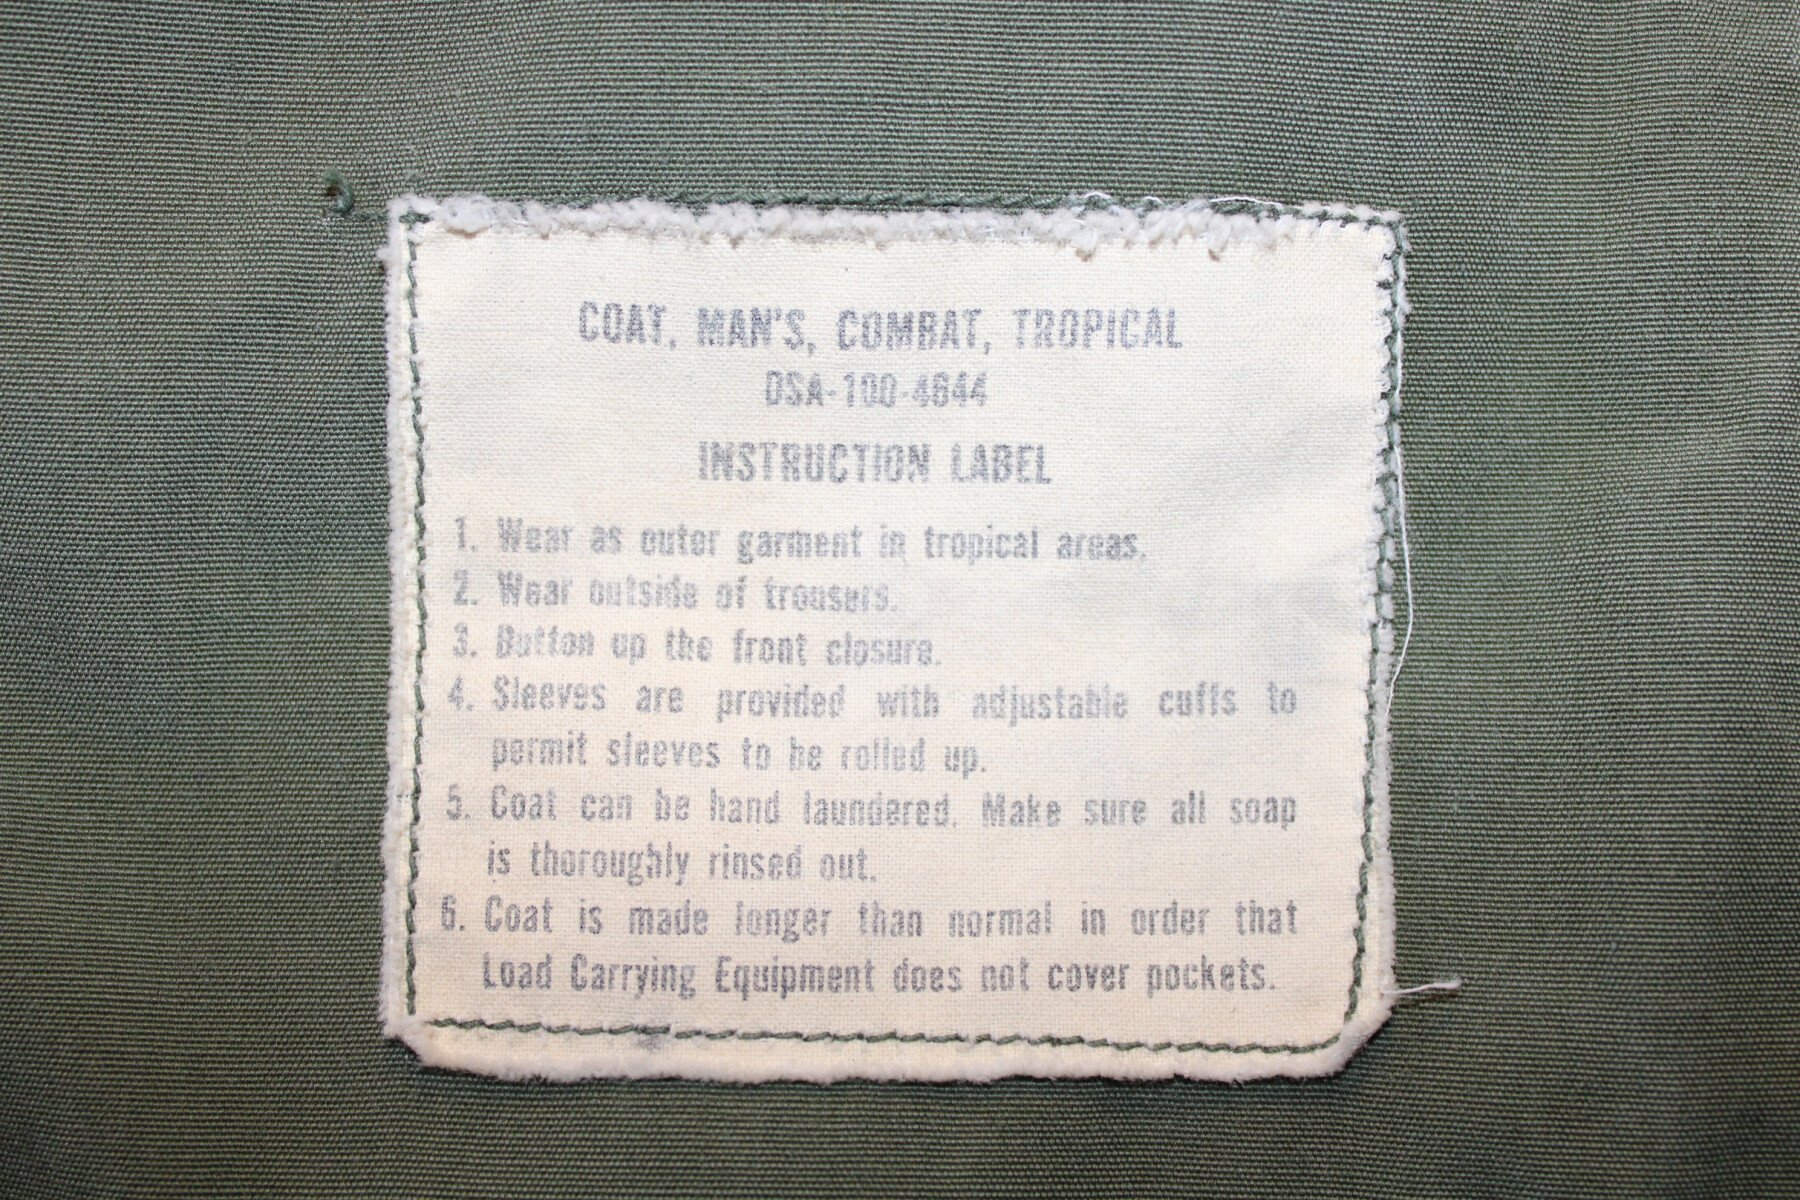 COAT, MAN'S, COMBAT, TROPICAL
DSA-100-4644
INSTRUCTION LABEL
1. Wear as outer garment in tropical areas.
2. Wear outside of trousers.
3. Button up the front closure.
4. Sleeves are provided with adjustable cuffs to
permit sleeves to be rolled up.
5. Coat can be hand laundered. Make sure all soap
is thoroughly rinsed out.
6. Coat is made longer than normal in order that
Load Carrying Equipment does not cover pockets.